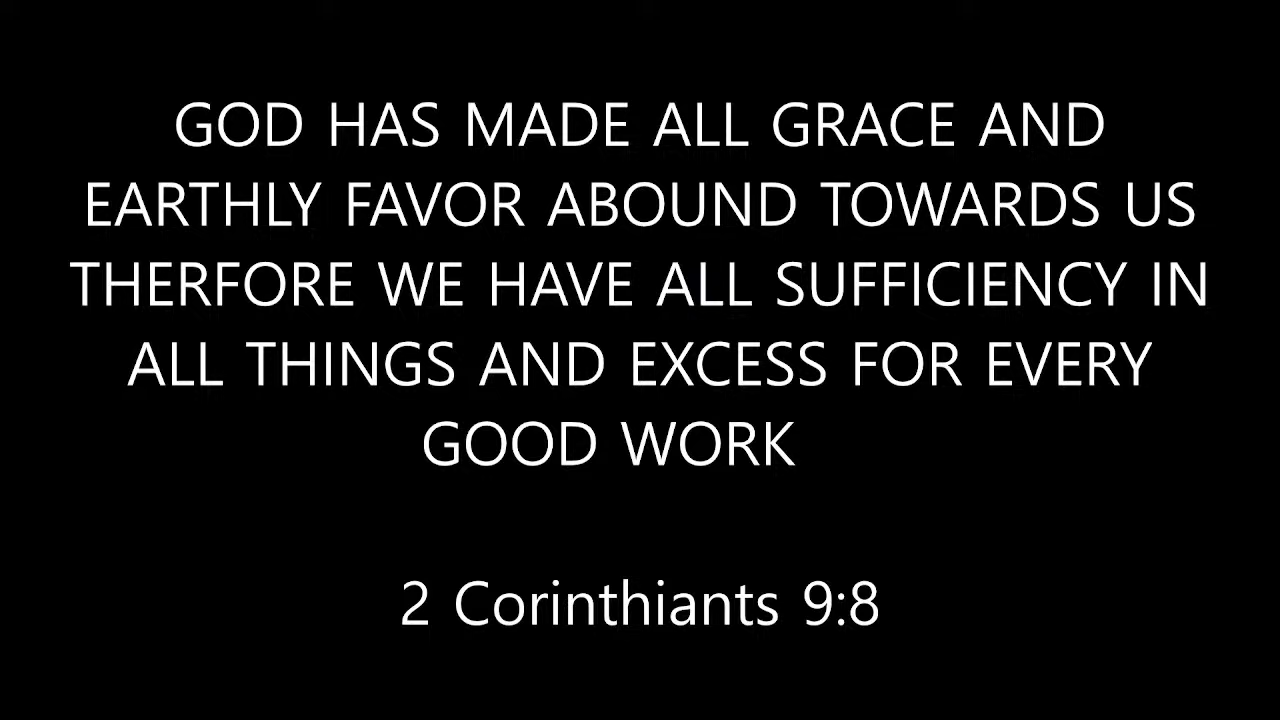 GOD HAS MADE ALL GRACE AND
EARTHLY FAVOR ABOUND TOWARDS US
THERFORE WE HAVE ALL SUFFICIENCY IN
ALL THINGS AND EXCESS FOR EVERY
GOOD WORK
2 Corinthiants 9:8